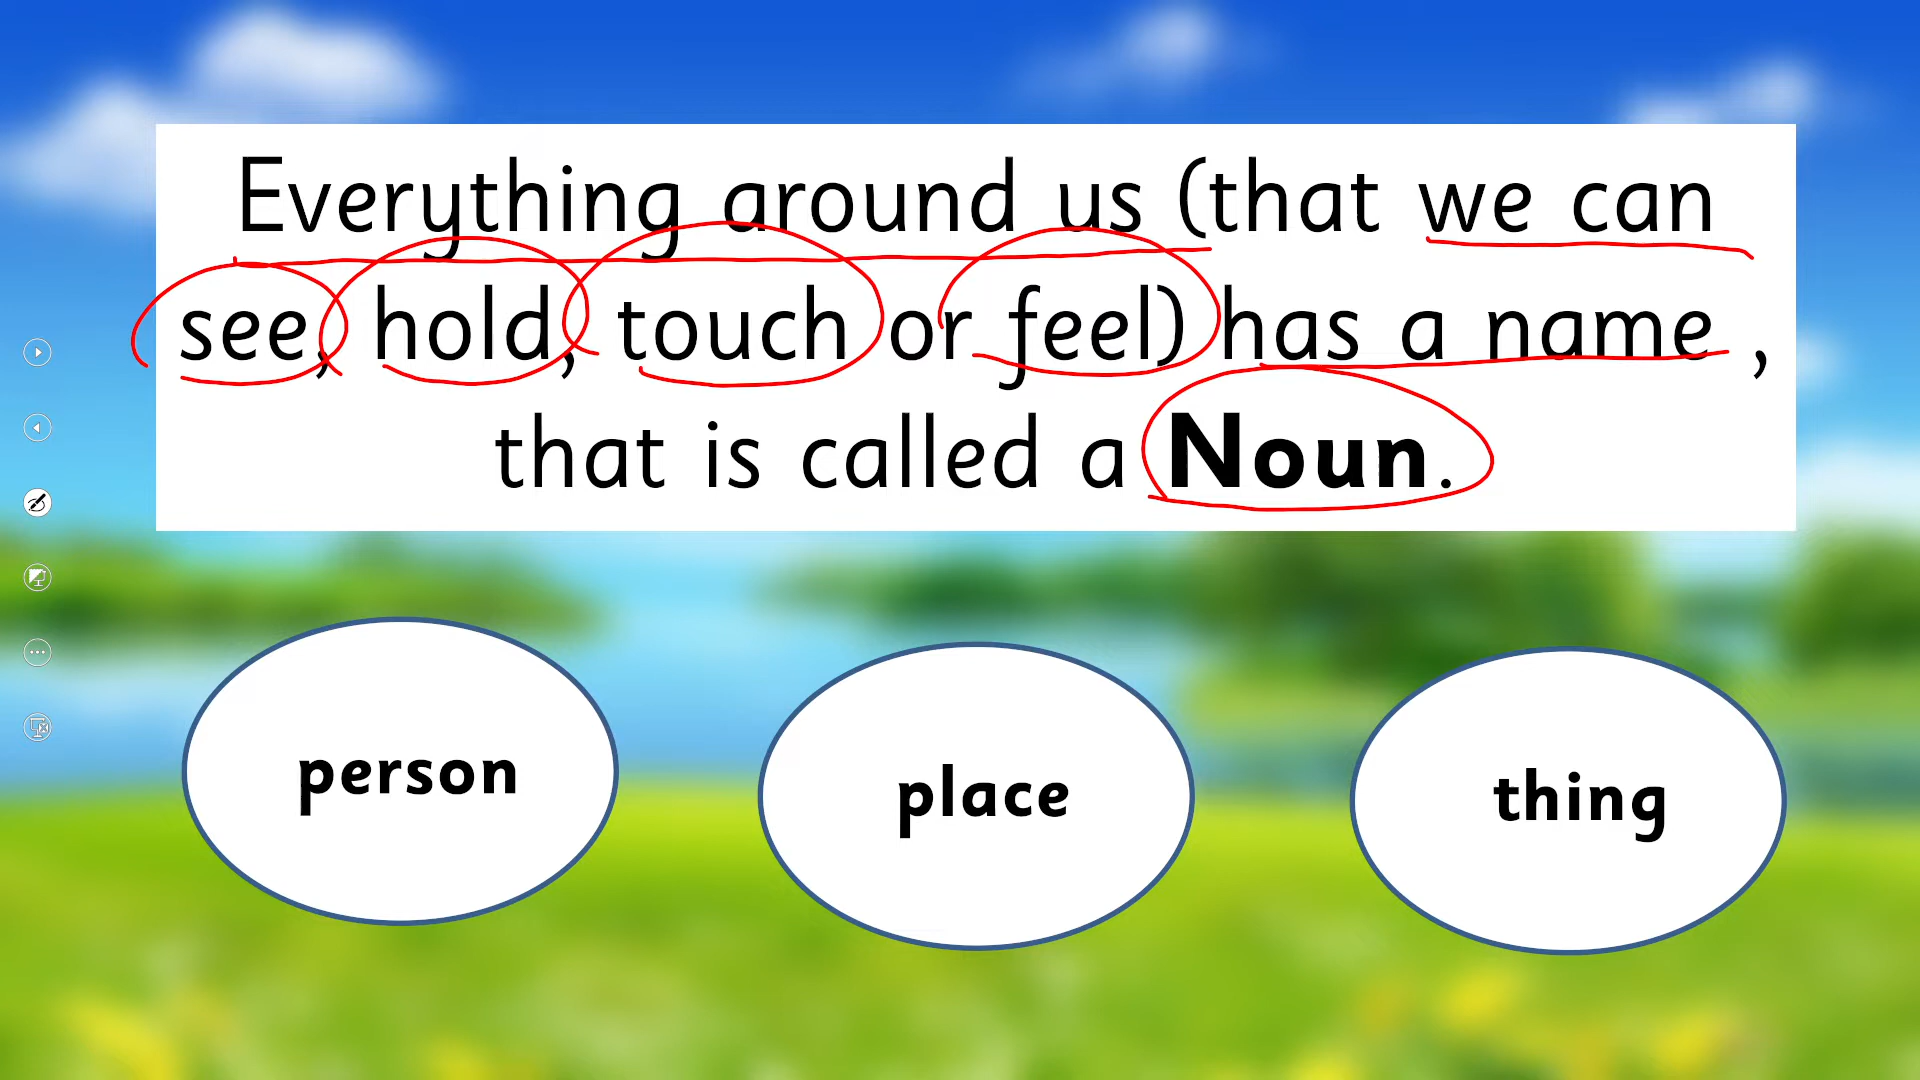 Everything around us (that we can
see, hold, touch or feel) has a name ,
that is called a Noun.
person
place
thing